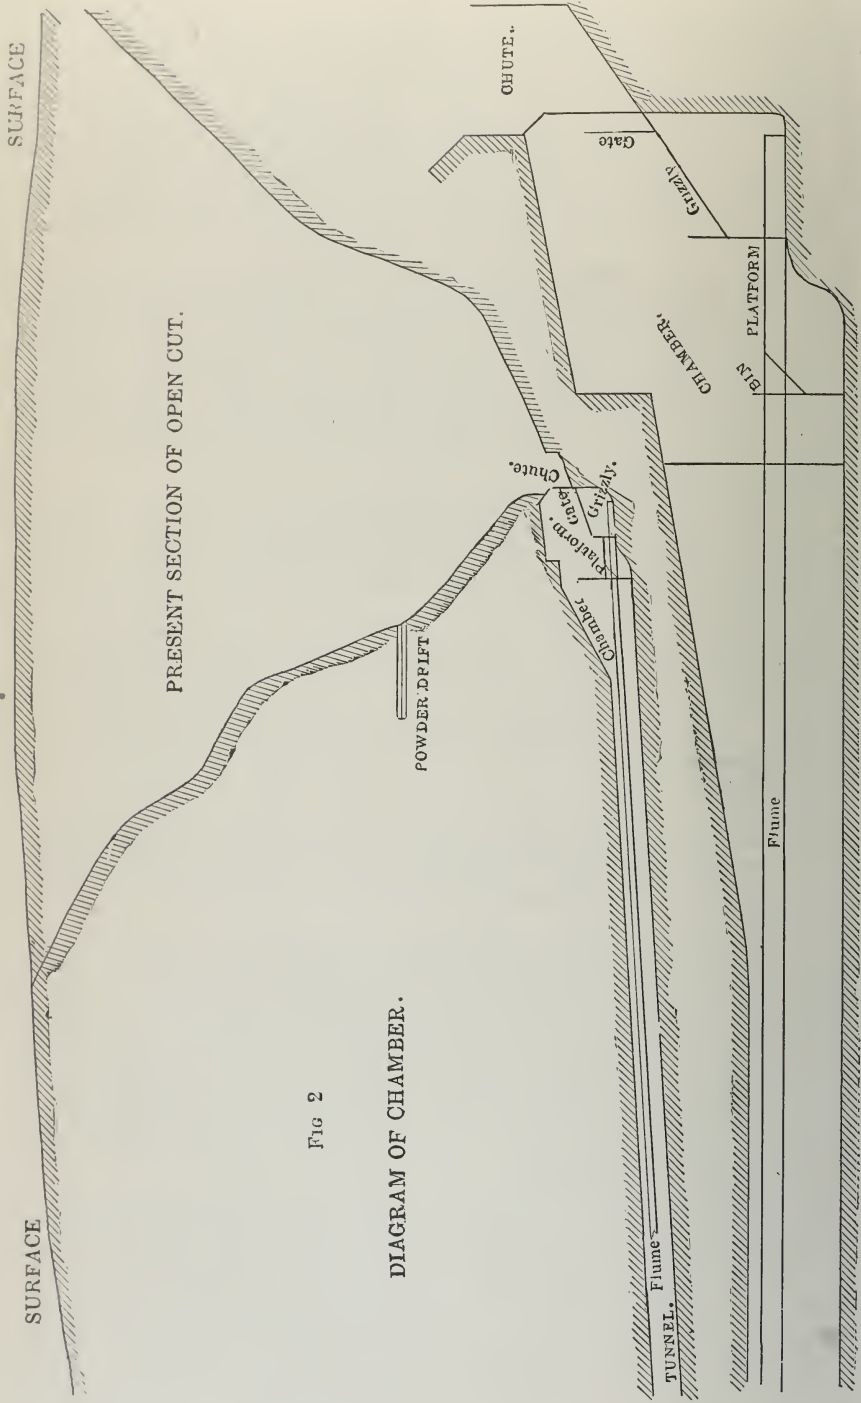 SURFACE
SURFACE
PRESENT SECTION OF OPEN CUT.
FIG 2
DIAGRAM OF CHAMBER.
POWDER DRIFT
Chute.
Gate
Grizzly.
Platform.
Chamber
Flume
TUNNEL.
CHUTE.
Gate
Grizzly
CHAMBER.
PLATFORM
BIN
Flume